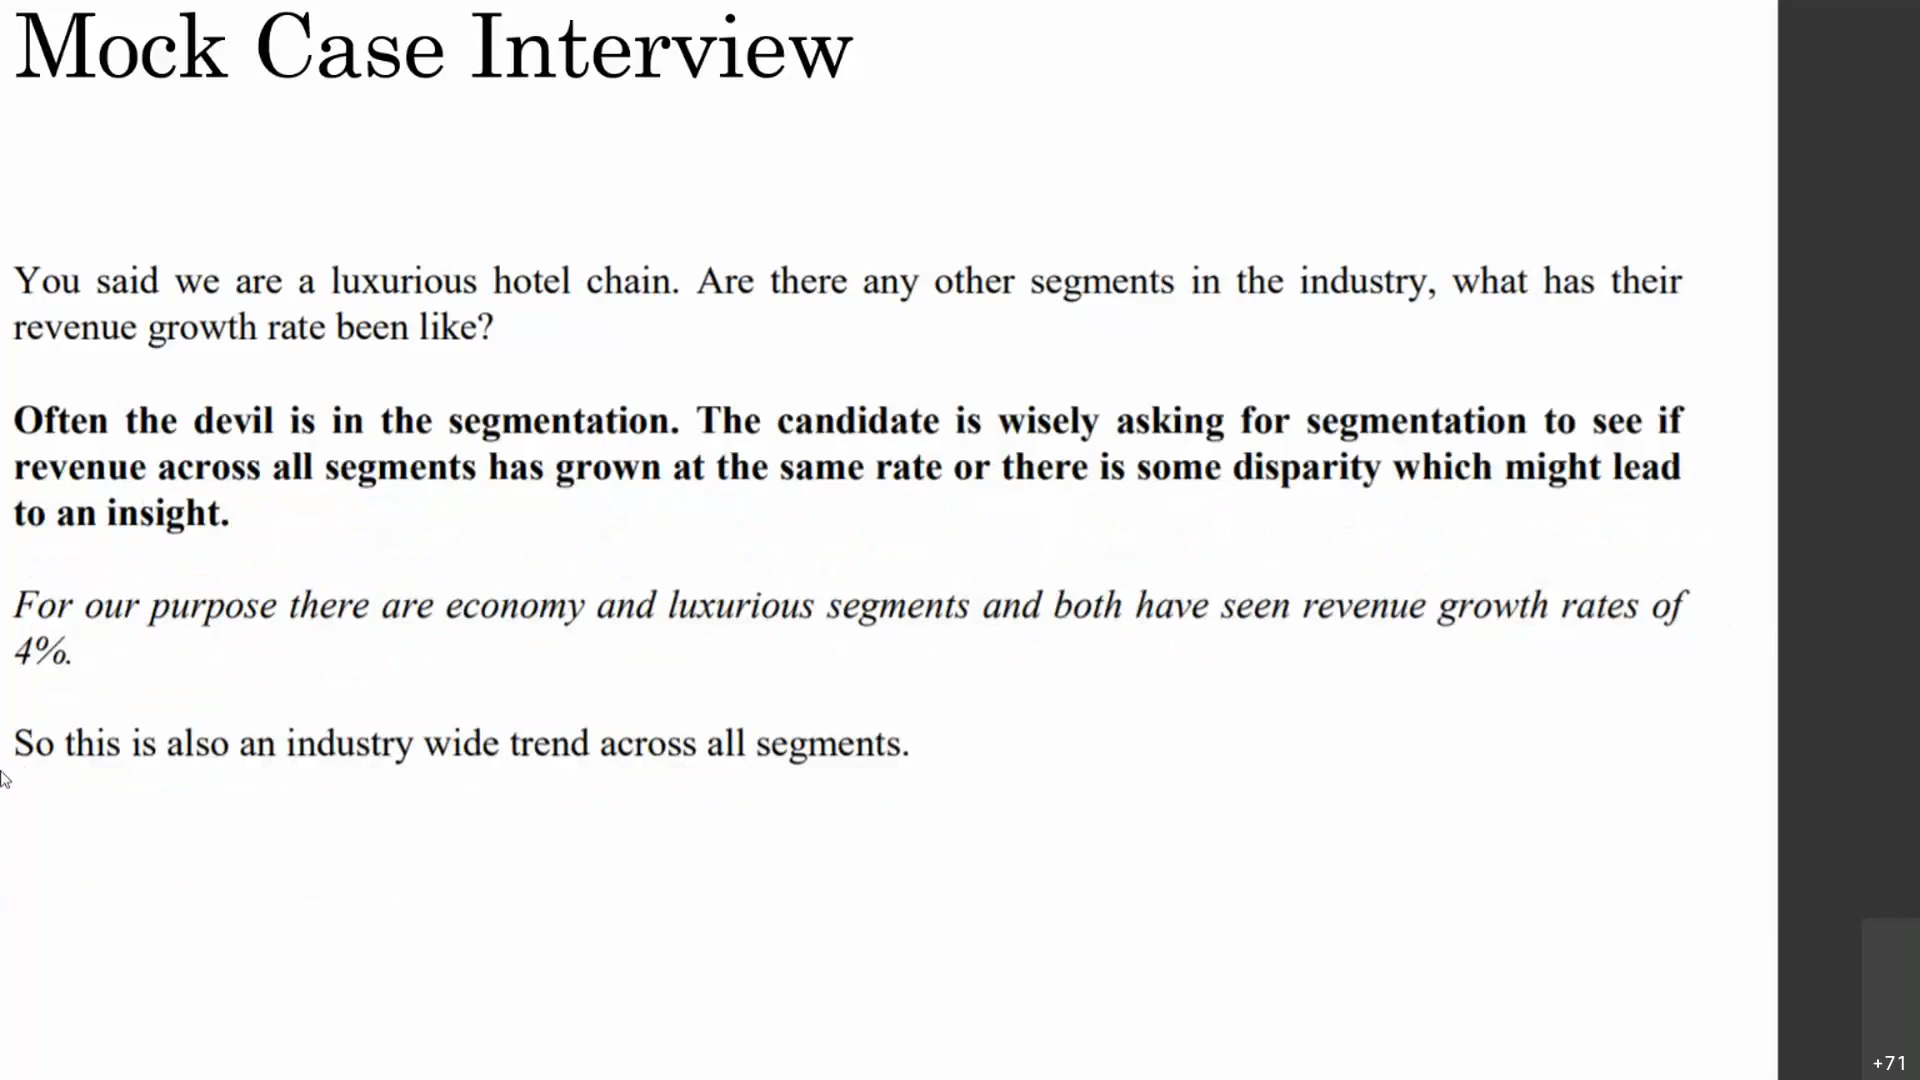 Mock Case Interview
You said we are a luxurious hotel chain. Are there any other segments in the industry, what has their
revenue growth rate been like?
Often the devil is in the segmentation. The candidate is wisely asking for segmentation to see if
revenue across all segments has grown at the same rate or there is some disparity which might lead
to an insight.
For our purpose there are economy and luxurious segments and both have seen revenue growth rates of
4%.
So this is also an industry wide trend across all segments.
+71